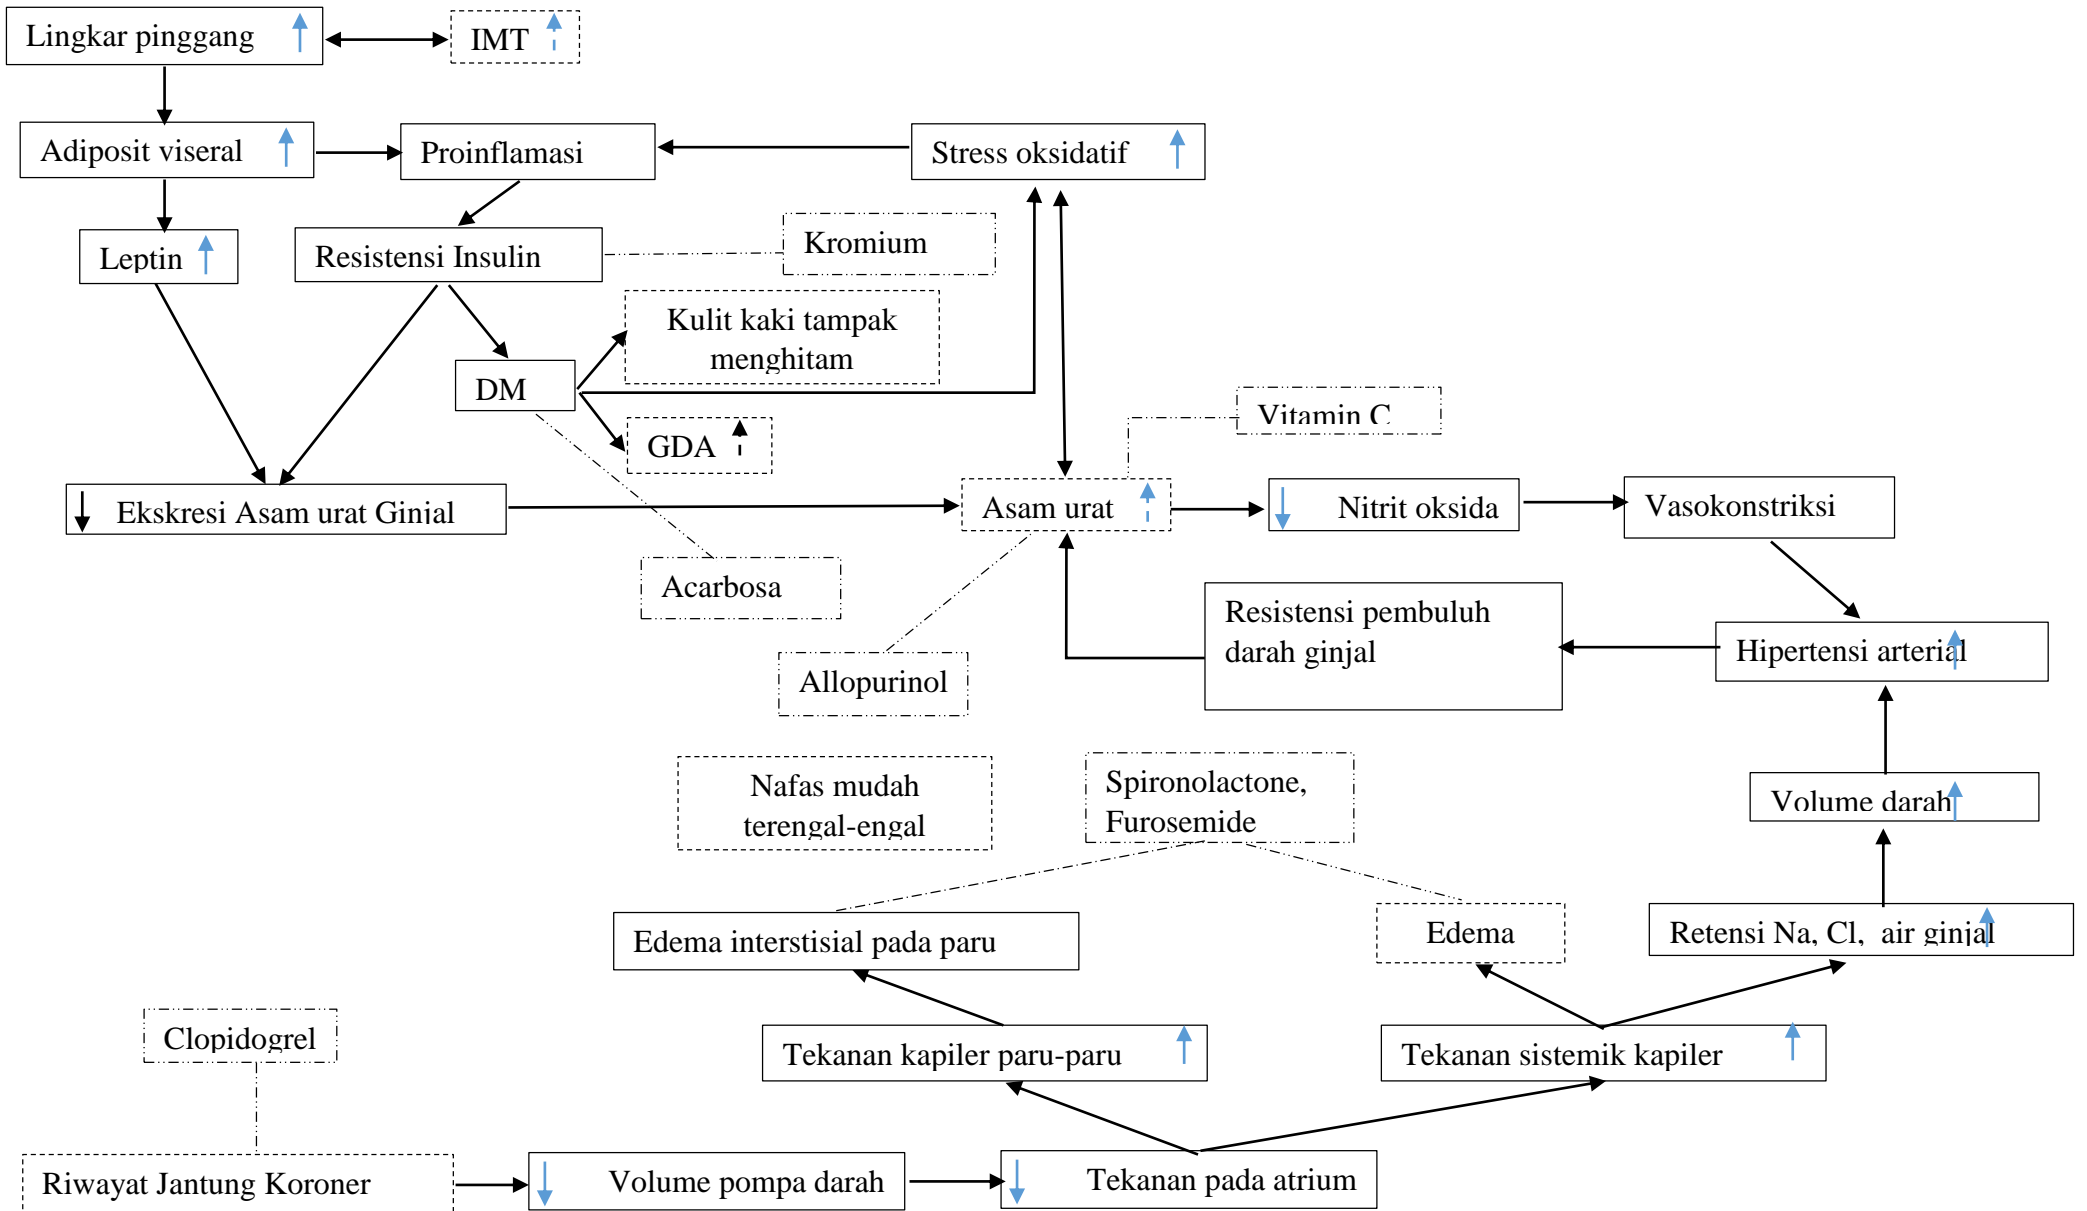 Lingkar pinggang
IMT
Adiposit viseral
Proinflamasi
Stress oksidatif
Leptin
Resistensi Insulin
Kromium
Kulit kaki tampak
menghitam
DM
GDA
Vitamin C
Ekskresi Asam urat Ginjal
Asam urat
Nitrit oksida
Vasokonstriksi
Acarbosa
Resistensi pembuluh
darah ginjal
Hipertensi arterial
Allopurinol
Nafas mudah
terengal-engal
Spironolactone,
Furosemide
Volume darah
Edema interstisial pada paru
Edema
Retensi Na, Cl, air ginjal
Clopidogrel
Tekanan kapiler paru-paru
Tekanan sistemik kapiler
Riwayat Jantung Koroner
Volume pompa darah
Tekanan pada atrium